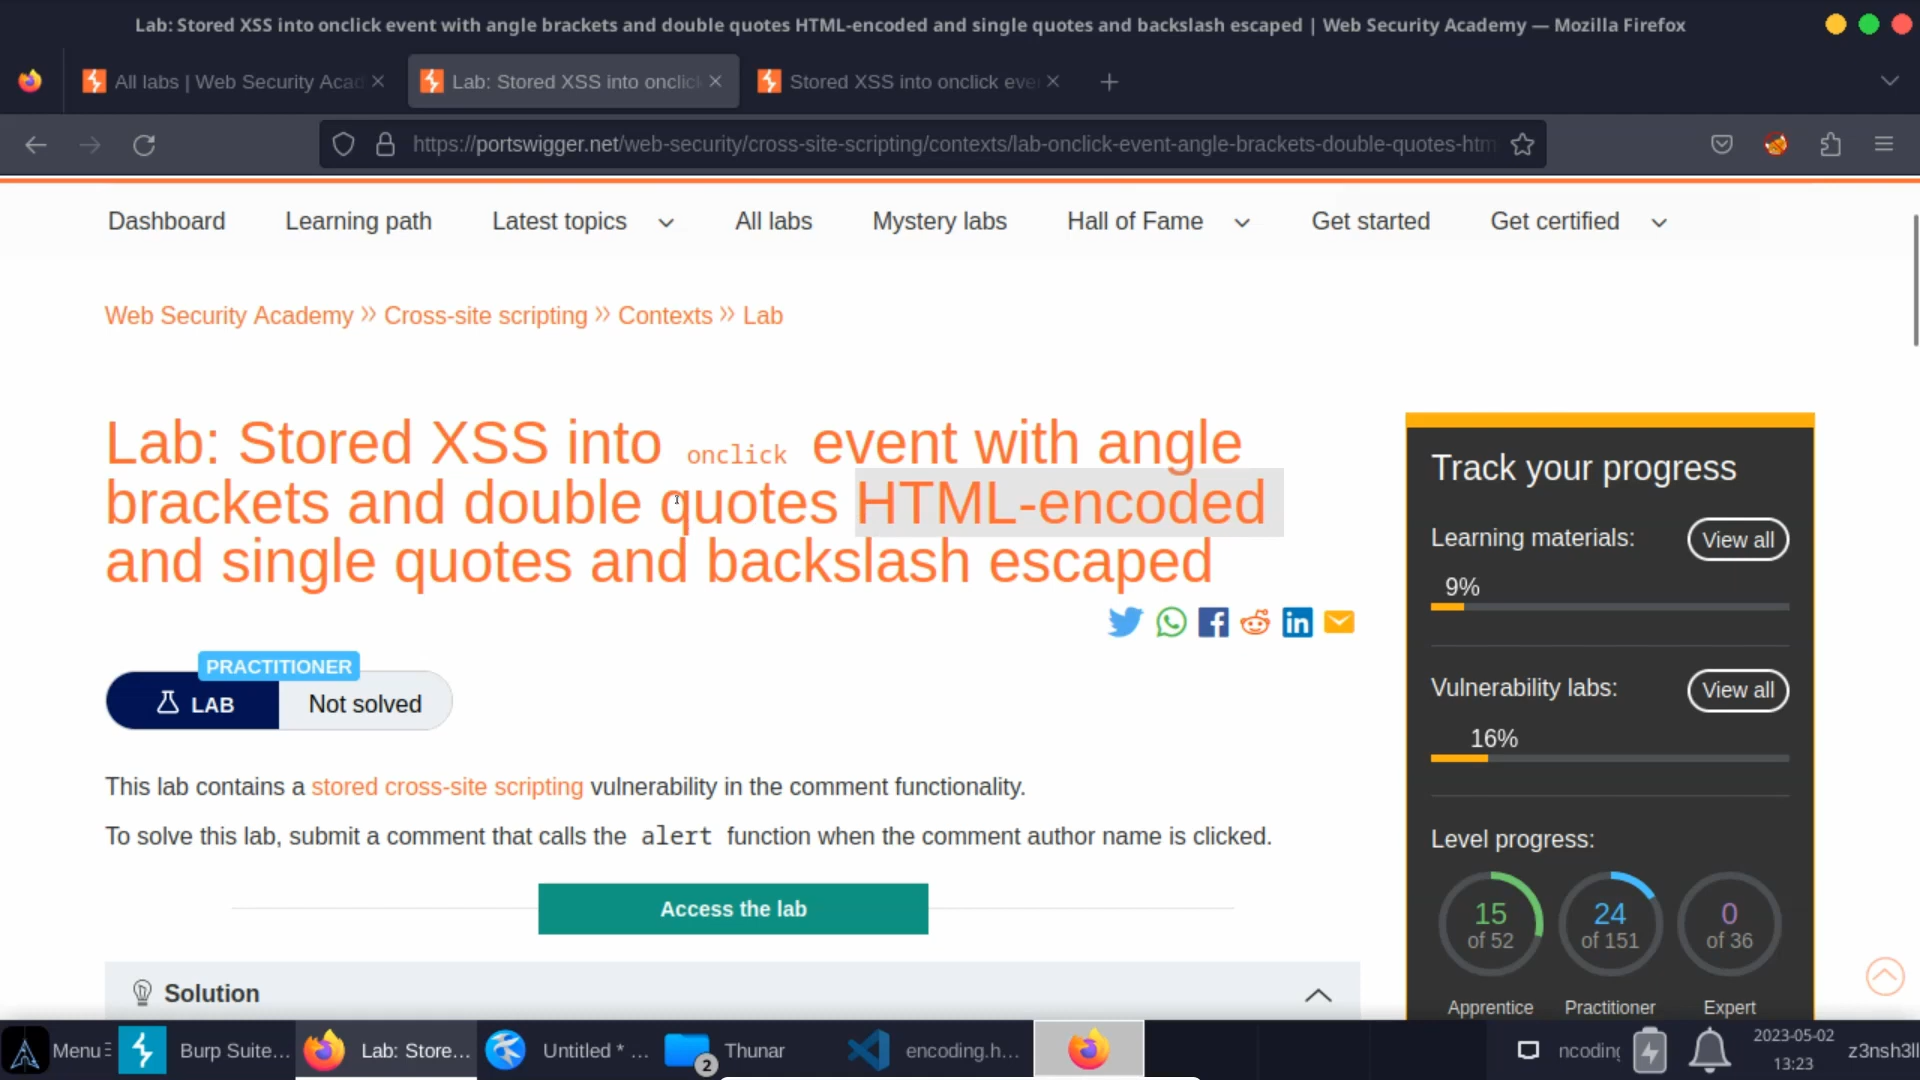 Lab: Stored XSS into onclick event with angle brackets and double quotes HTML-encoded and single quotes and backslash escaped | Web Security Academy — Mozilla Firefox
All labs | Web Security Acad
Lab: Stored XSS into onclic
Stored XSS into onclick eve
https://portswigger.net/web-security/cross-site-scripting/contexts/lab-onclick-event-angle-brackets-double-quotes-htm
Dashboard
Learning path
Latest topics
All labs
Mystery labs
Hall of Fame
Get started
Get certified
Web Security Academy » Cross-site scripting » Contexts » Lab
Lab: Stored XSS into onclick event with angle
brackets and double quotes HTML-encoded
and single quotes and backslash escaped
PRACTITIONER
LAB
Not solved
This lab contains a stored cross-site scripting vulnerability in the comment functionality.
To solve this lab, submit a comment that calls the alert function when the comment author name is clicked.
Access the lab
Solution
Track your progress
Learning materials:
View all
9%
Vulnerability labs:
View all
16%
Level progress:
15
of 52
24
of 151
0
of 36
Apprentice
Practitioner
Expert
Menu
Burp Suite...
Lab: Store...
Untitled * ...
2
Thunar
encoding.h...
ncoding
2023-05-02
13:23
z3nsh3ll